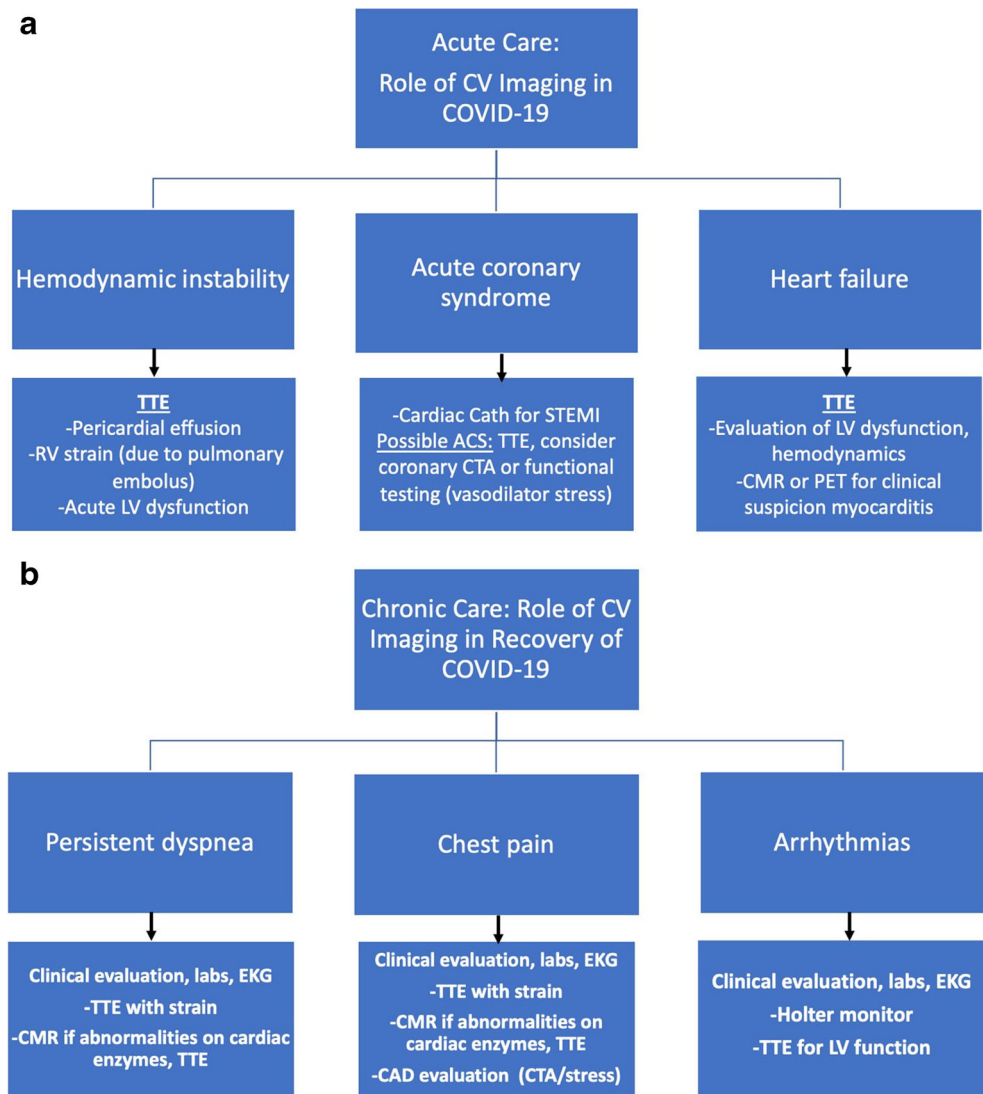 a
Acute Care:
Role of CV Imaging in
COVID-19
Hemodynamic instability
Acute coronary
syndrome
Heart failure
TTE
-Pericardial effusion
-RV strain (due to pulmonary
embolus)
-Acute LV dysfunction
-Cardiac Cath for STEMI
Possible ACS: TTE, consider
coronary CTA or functional
testing (vasodilator stress)
TTE
-Evaluation of LV dysfunction,
hemodynamics
-CMR or PET for clinical
suspicion myocarditis
b
Chronic Care: Role of CV
Imaging in Recovery of
COVID-19
Persistent dyspnea
Chest pain
Arrhythmias
Clinical evaluation, labs, EKG
-TTE with strain
-CMR if abnormalities on cardiac
enzymes, TTE
Clinical evaluation, labs, EKG
-TTE with strain
-CMR if abnormalities on
cardiac enzymes, TTE
-CAD evaluation (CTA/stress)
Clinical evaluation, labs, EKG
-Holter monitor
-TTE for LV function